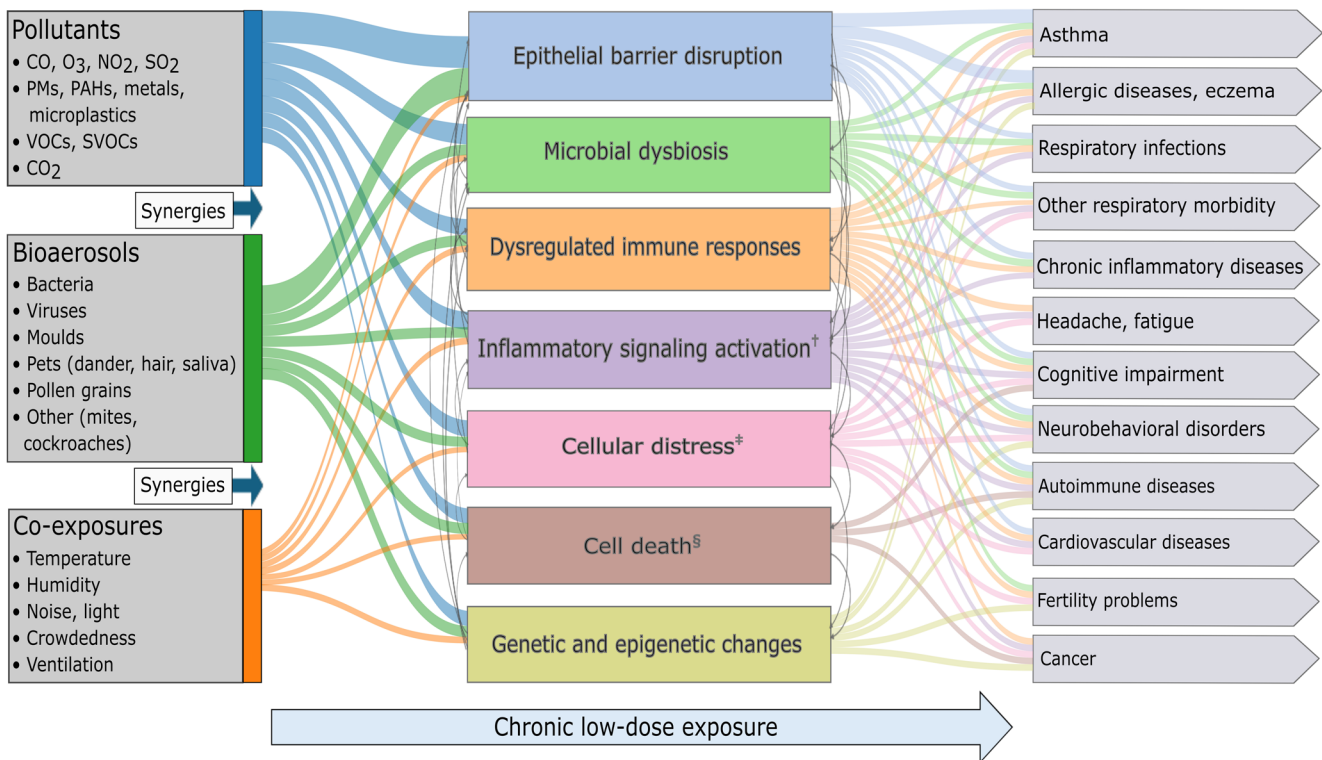 Pollutants
• CO, O3, NO2, SO2
• PMs, PAHs, metals,
microplastics
• VOCs, SVOCs
• CO2
Synergies
Bioaerosols
• Bacteria
• Viruses
• Moulds
• Pets (dander, hair, saliva)
• Pollen grains
• Other (mites,
cockroaches)
Synergies
Co-exposures
• Temperature
• Humidity
• Noise, light
• Crowdedness
• Ventilation
Epithelial barrier disruption
Microbial dysbiosis
Dysregulated immune responses
Inflammatory signaling activation†
Cellular distress‡
Cell death§
Genetic and epigenetic changes
Asthma
Allergic diseases, eczema
Respiratory infections
Other respiratory morbidity
Chronic inflammatory diseases
Headache, fatigue
Cognitive impairment
Neurobehavioral disorders
Autoimmune diseases
Cardiovascular diseases
Fertility problems
Cancer
Chronic low-dose exposure